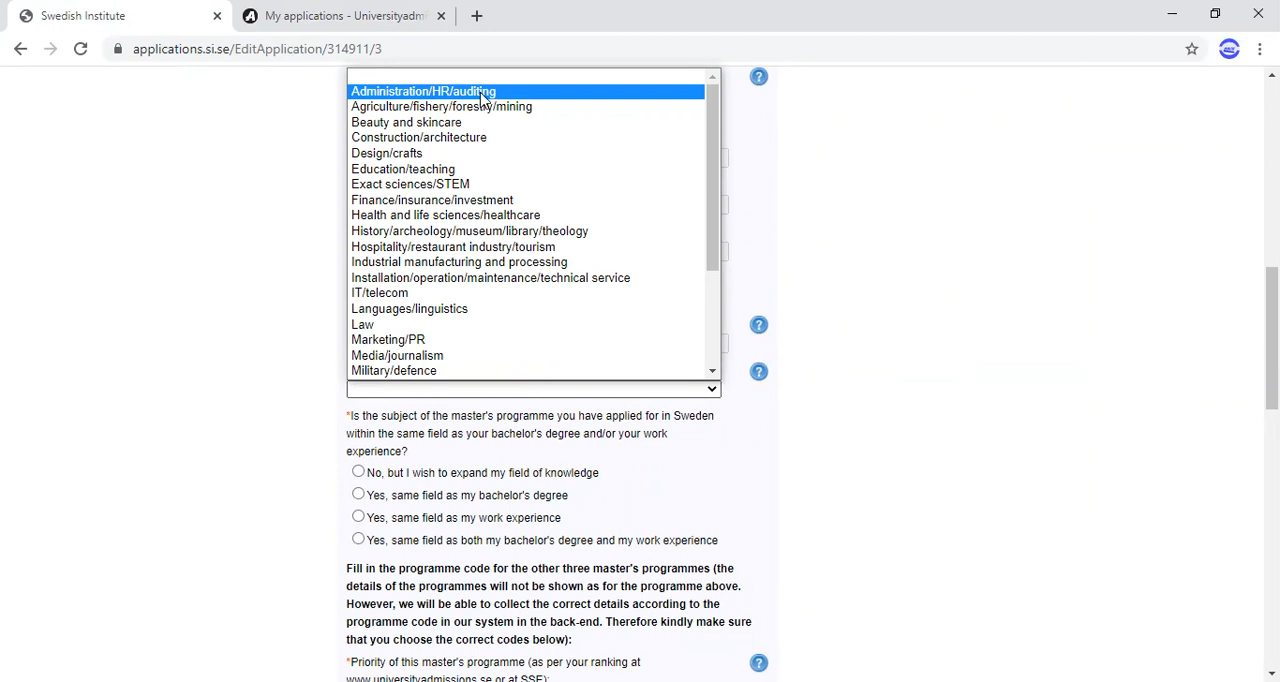 Swedish Institute
My applications - Universityadm
applications.si.se/EditApplication/314911/3
Administration/HR/auditing
Agriculture/fishery/forestry/mining
Beauty and skincare
Construction/architecture
Design/crafts
Education/teaching
Exact sciences/STEM
Finance/insurance/investment
Health and life sciences/healthcare
History/archeology/museum/library/theology
Hospitality/restaurant industry/tourism
Industrial manufacturing and processing
Installation/operation/maintenance/technical service
IT/telecom
Languages/linguistics
Law
Marketing/PR
Media/journalism
Military/defence
*Is the subject of the master's programme you have applied for in Sweden
within the same field as your bachelor's degree and/or your work
experience?
No, but I wish to expand my field of knowledge
Yes, same field as my bachelor's degree
Yes, same field as my work experience
Yes, same field as both my bachelor's degree and my work experience
Fill in the programme code for the other three master's programmes (the
details of the programmes will not be shown as for the programme above.
However, we will be able to collect the correct details according to the
programme code in our system in the back-end. Therefore kindly make sure
that you choose the correct codes below):
*Priority of this master's programme (as per your ranking at
www.universityadmissions.se or at SSE):